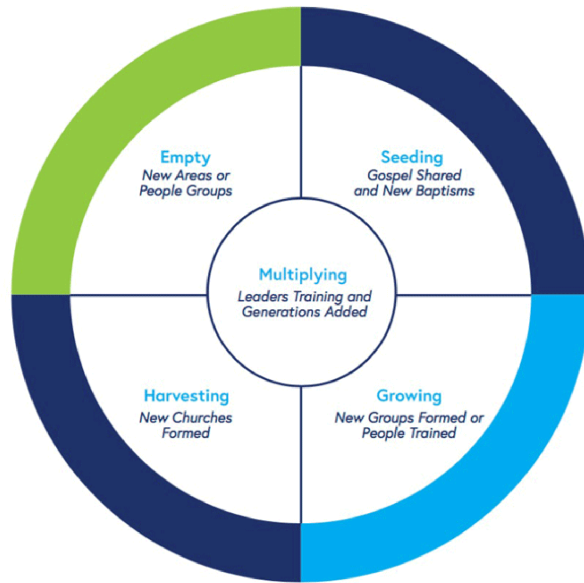 Empty
New Areas or
People Groups
Seeding
Gospel Shared
and New Baptisms
Multiplying
Leaders Training and
Generations Added
Harvesting
New Churches
Formed
Growing
New Groups Formed or
People Trained